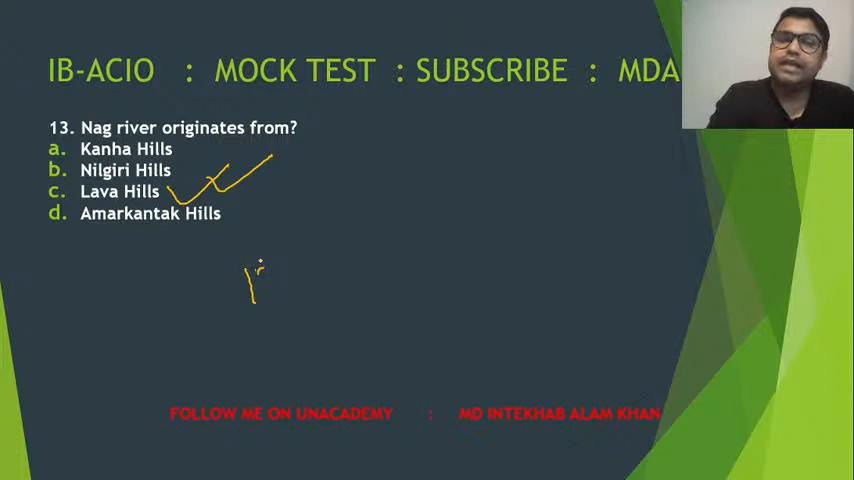 IB-ACIO : MOCK TEST : SUBSCRIBE : MDA
13. Nag river originates from?
a. Kanha Hills
b. Nilgiri Hills
c. Lava Hills
d. Amarkantak Hills
FOLLOW ME ON UNACADEMY : MD INTEKHAB ALAM KHAN